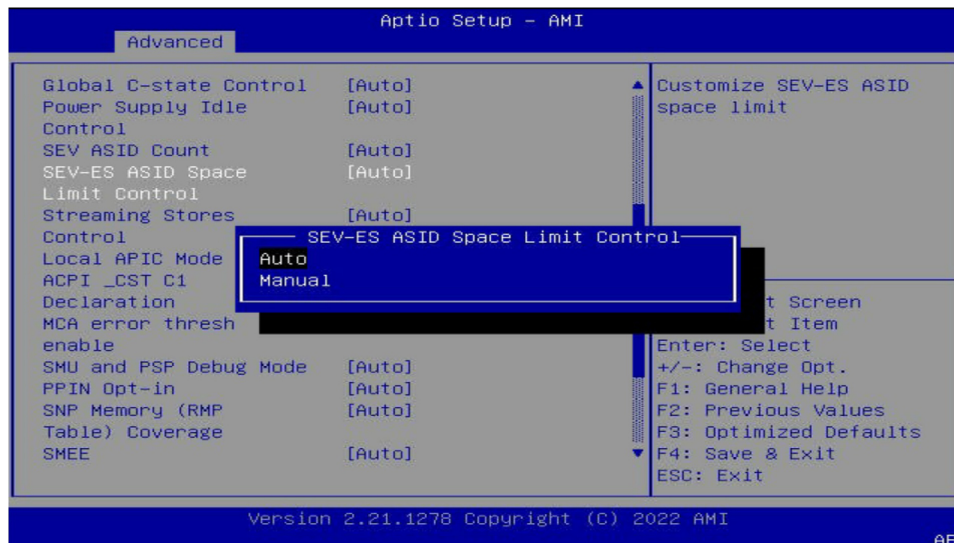 Aptio Setup – AMI
Advanced
Global C-state Control [Auto]
Power Supply Idle [Auto]
Control
SEV ASID Count [Auto]
SEV-ES ASID Space [Auto]
Limit Control
Streaming Stores [Auto]
Control
Local APIC Mode
ACPI _CST C1
Declaration
MCA error thresh
enable
SMU and PSP Debug Mode [Auto]
PPIN Opt-in [Auto]
SNP Memory (RMP [Auto]
Table) Coverage
SMEE [Auto]
SEV-ES ASID Space Limit Control
Auto
Manual
Customize SEV-ES ASID
space limit
t Screen
t Item
Enter: Select
+/-: Change Opt.
F1: General Help
F2: Previous Values
F3: Optimized Defaults
F4: Save & Exit
ESC: Exit
Version 2.21.1278 Copyright (C) 2022 AMI